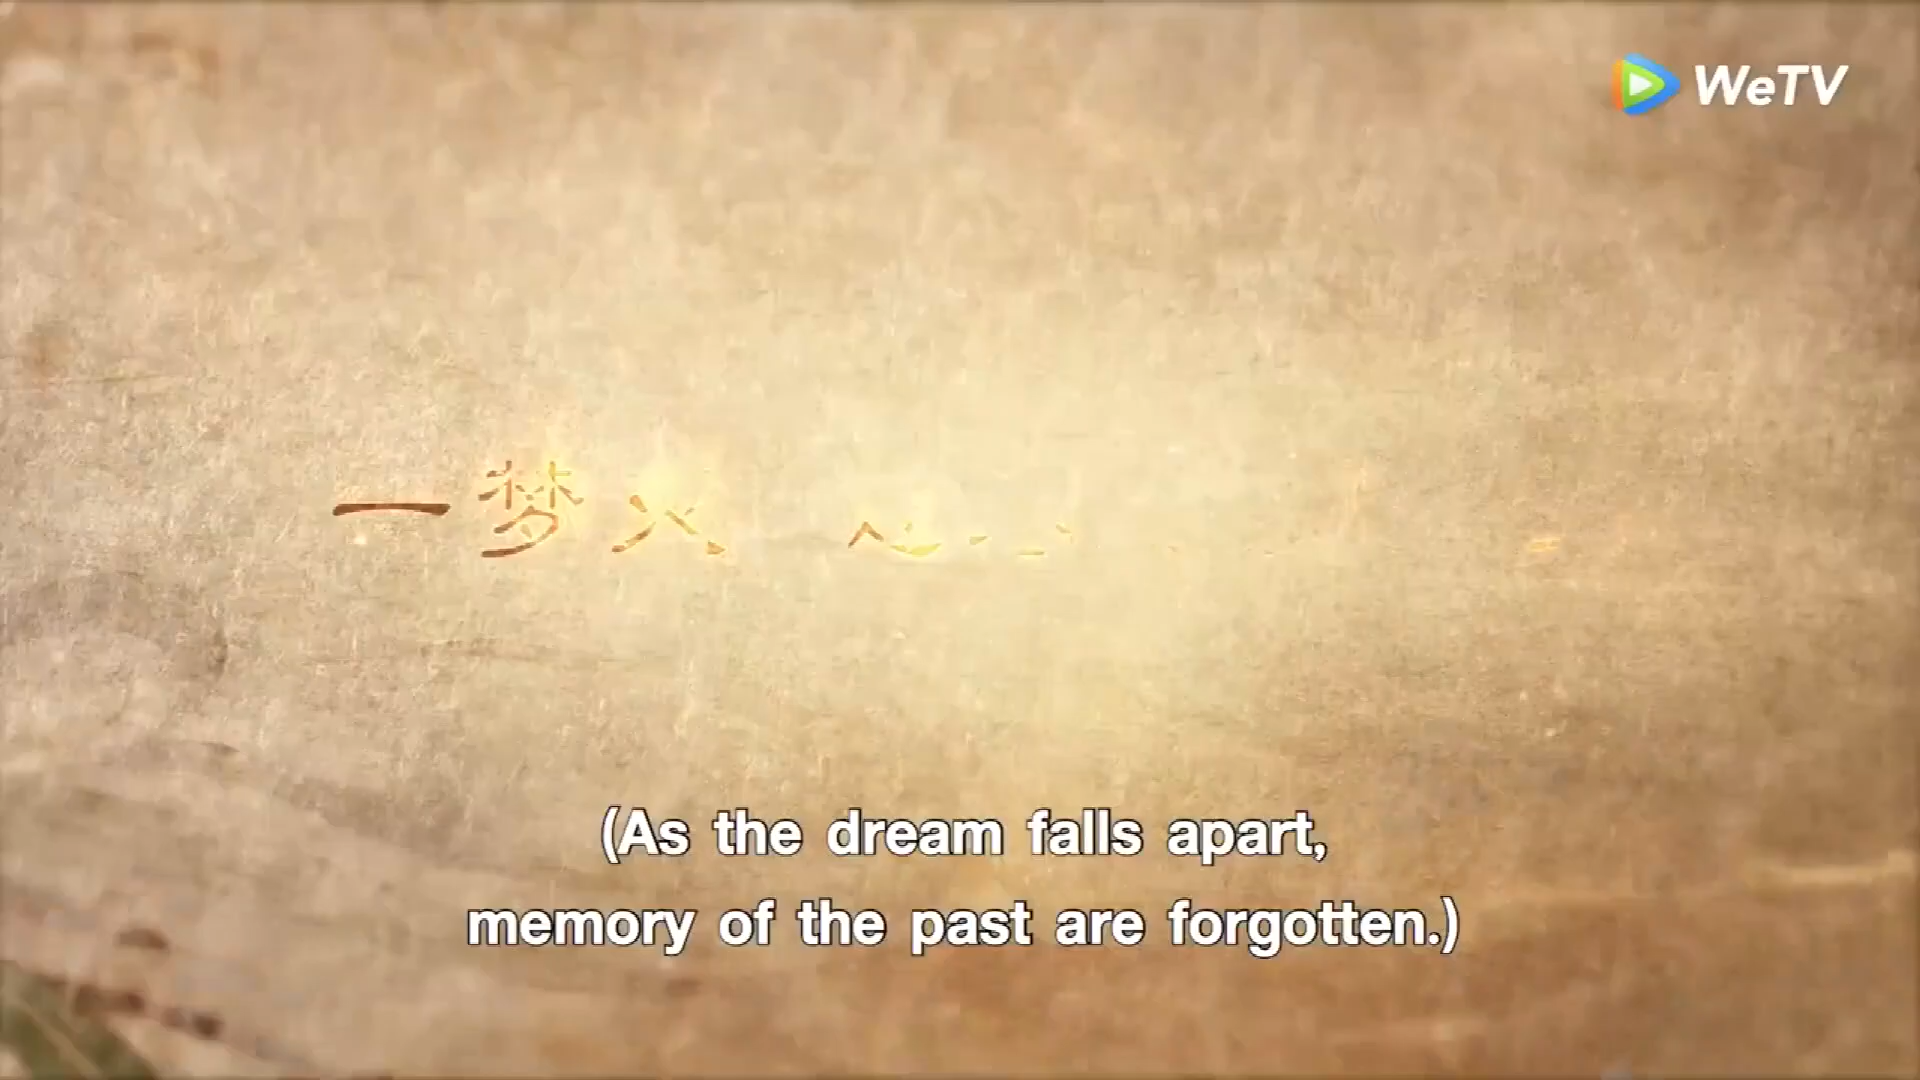 WeTV
一梦
(As the dream falls apart,
memory of the past are forgotten.)